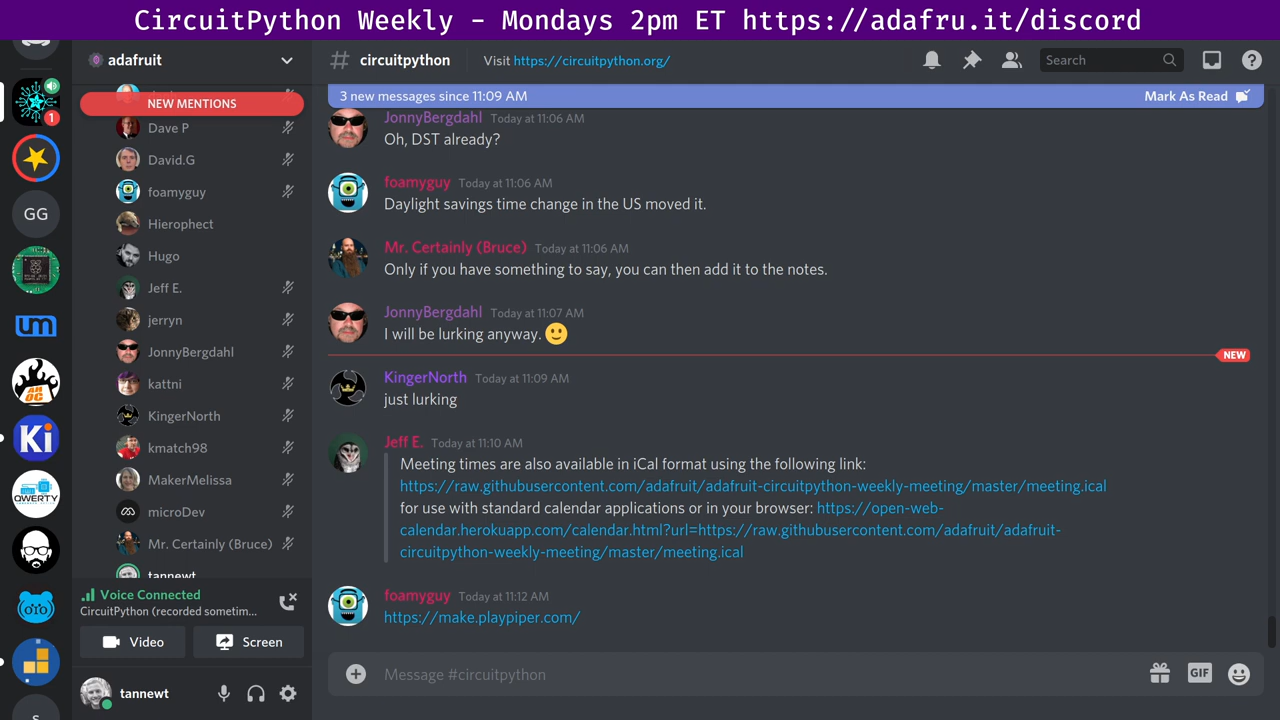 CircuitPython Weekly - Mondays 2pm ET https://adafru.it/discord
adafruit
circuitpython
Visit https://circuitpython.org/
Search
NEW MENTIONS
Dave P
David.G
foamyguy
Hierophect
Hugo
Jeff E.
jerryn
JonnyBergdahl
kattni
KingerNorth
kmatch98
MakerMelissa
microDev
Mr. Certainly (Bruce)
tannewt
Voice Connected
CircuitPython (recorded sometim...
Video
Screen
tannewt
1
GG
um
AH
OC
Ki
QWERTY
S
3 new messages since 11:09 AM
Mark As Read
JonnyBergdahl Today at 11:06 AM
Oh, DST already?
foamyguy Today at 11:06 AM
Daylight savings time change in the US moved it.
Mr. Certainly (Bruce) Today at 11:06 AM
Only if you have something to say, you can then add it to the notes.
JonnyBergdahl Today at 11:07 AM
I will be lurking anyway. 🙂
NEW
KingerNorth Today at 11:09 AM
just lurking
Jeff E. Today at 11:10 AM
Meeting times are also available in iCal format using the following link:
https://raw.githubusercontent.com/adafruit/adafruit-circuitpython-weekly-meeting/master/meeting.ical
for use with standard calendar applications or in your browser: https://open-web-
calendar.herokuapp.com/calendar.html?url=https://raw.githubusercontent.com/adafruit/adafruit-
circuitpython-weekly-meeting/master/meeting.ical
foamyguy Today at 11:12 AM
https://make.playpiper.com/
Message #circuitpython
GIF